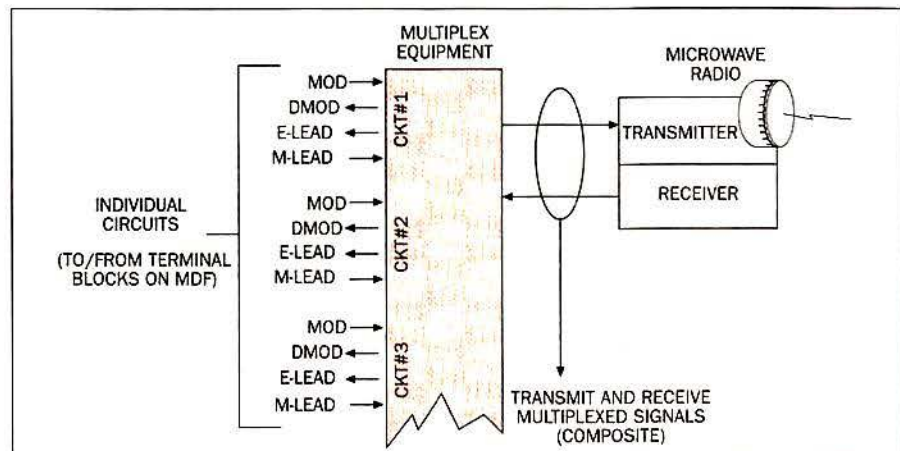 MULTIPLEX
EQUIPMENT
MICROWAVE
RADIO
INDIVIDUAL
CIRCUITS
(TO/FROM TERMINAL
BLOCKS ON MDF)
MOD
DMOD
E-LEAD
M-LEAD
CKT#1
MOD
DMOD
E-LEAD
M-LEAD
CKT#2
MOD
DMOD
E-LEAD
M-LEAD
CKT#3
TRANSMITTER
RECEIVER
TRANSMIT AND RECEIVE
MULTIPLEXED SIGNALS
(COMPOSITE)